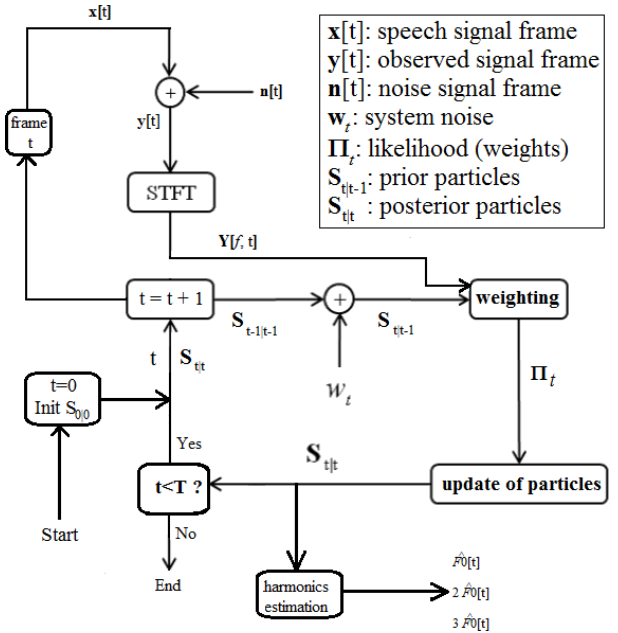 x[t]
x[t]: speech signal frame
y[t]: observed signal frame
n[t]: noise signal frame
w_t: system noise
Π_t: likelihood (weights)
S_t|t-1: prior particles
S_t|t : posterior particles
+
n[t]
frame
t
y[t]
STFT
Y[f, t]
t = t + 1
+
weighting
S_t-1|t-1
S_t|t-1
t
S_t|t
w_t
Π_t
t=0
Init S_0|0
Yes
S_t|t
t<T ?
update of particles
Start
No
End
harmonics
estimation
F̂0[t]
2 F̂0[t]
3 F̂0[t]